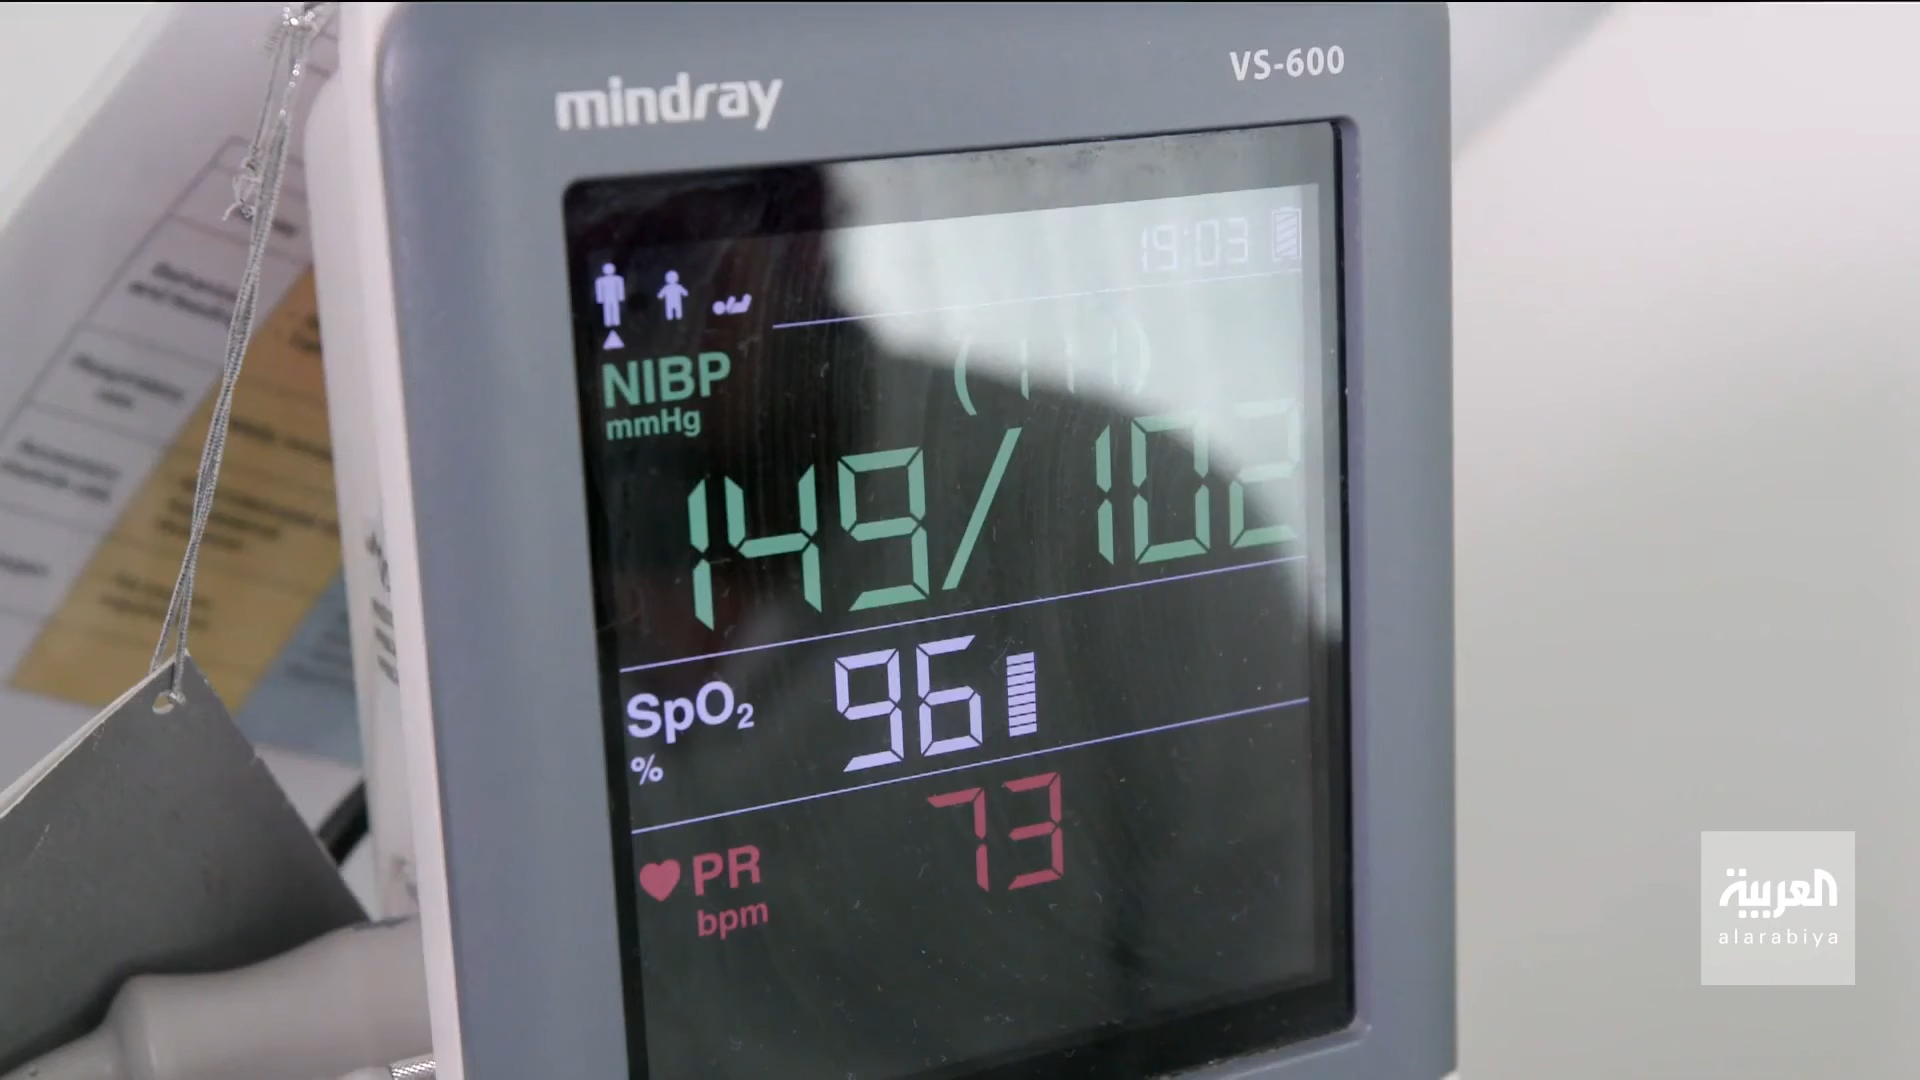 mindray
VS-600
19:03
NIBP
mmHg
(111)
149/102
SpO₂
%
96
PR
bpm
73
العربية
alarabiya